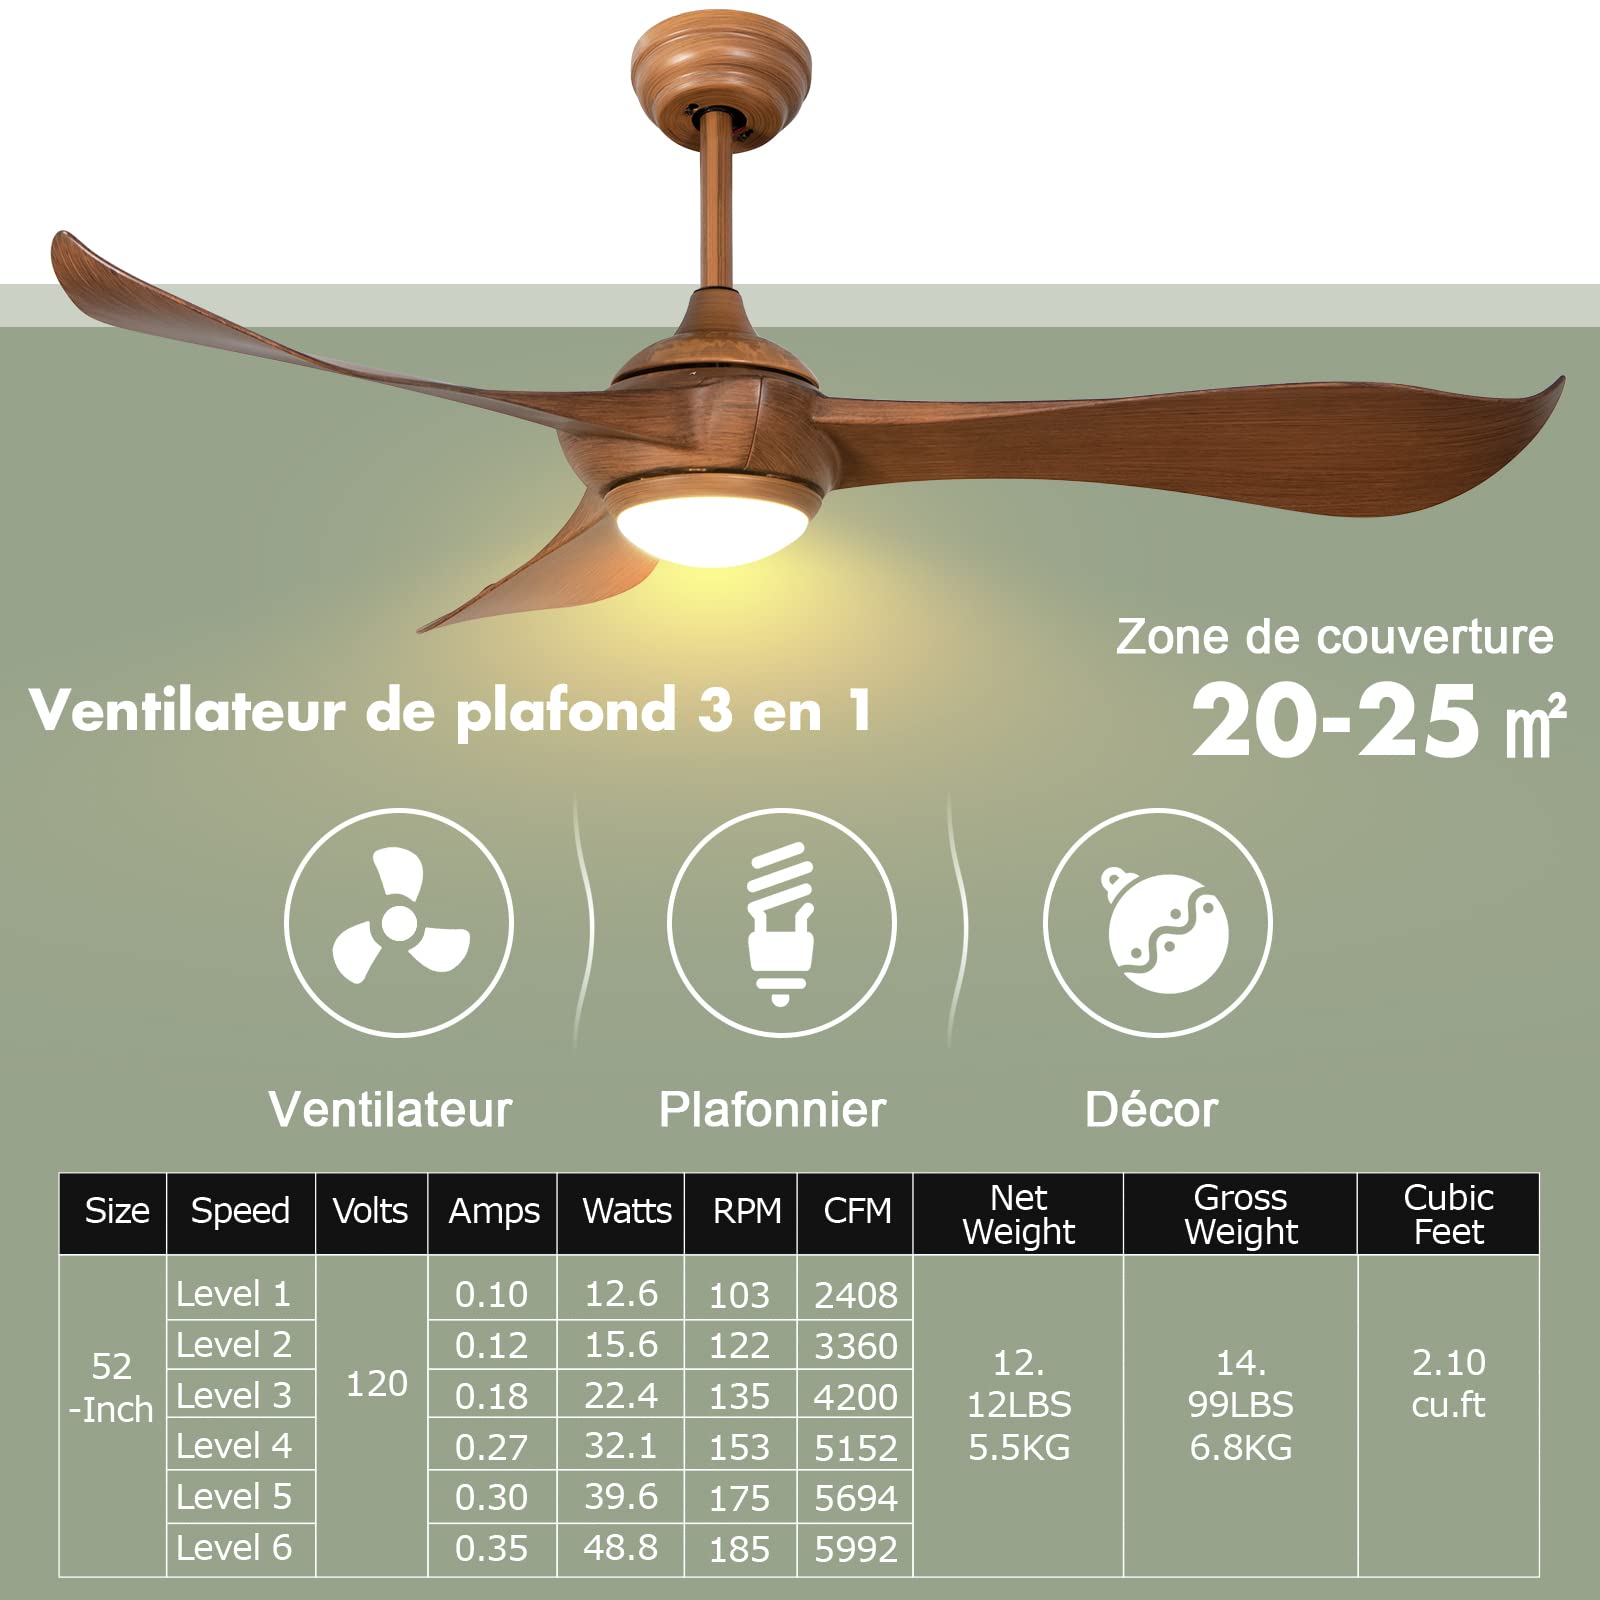 Zone de couverture
Ventilateur de plafond 3 en 1
20-25 m²
Ventilateur
Plafonnier
Décor
Size Speed Volts Amps Watts RPM CFM Net Weight Gross Weight Cubic Feet
52
-Inch
120
Level 1 0.10 12.6 103 2408
Level 2 0.12 15.6 122 3360
Level 3 0.18 22.4 135 4200
Level 4 0.27 32.1 153 5152
Level 5 0.30 39.6 175 5694
Level 6 0.35 48.8 185 5992
12.
12LBS
5.5KG
14.
99LBS
6.8KG
2.10
cu.ft